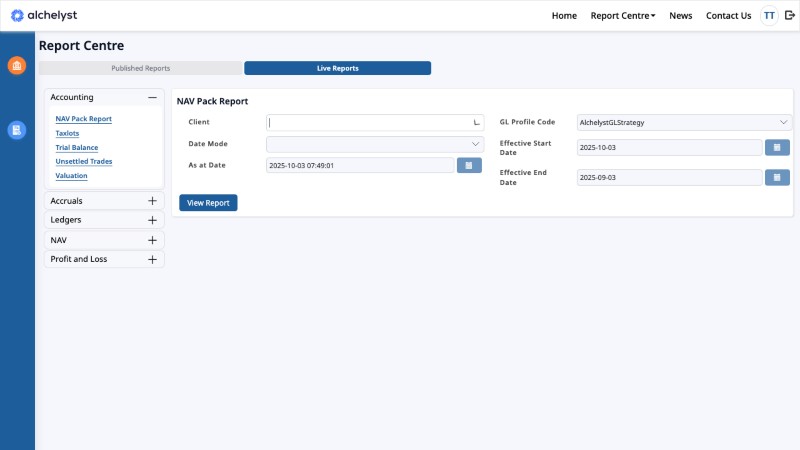 alchelyst
Home
Report Centre
News
Contact Us
TT
Report Centre
Published Reports
Live Reports
Accounting
NAV Pack Report
Taxlots
Trial Balance
Unsettled Trades
Valuation
Accruals
Ledgers
NAV
Profit and Loss
NAV Pack Report
Client
Date Mode
As at Date
2025-10-03 07:49:01
GL Profile Code
AlchelystGLStrategy
Effective Start
Date
2025-10-03
Effective End
Date
2025-09-03
View Report